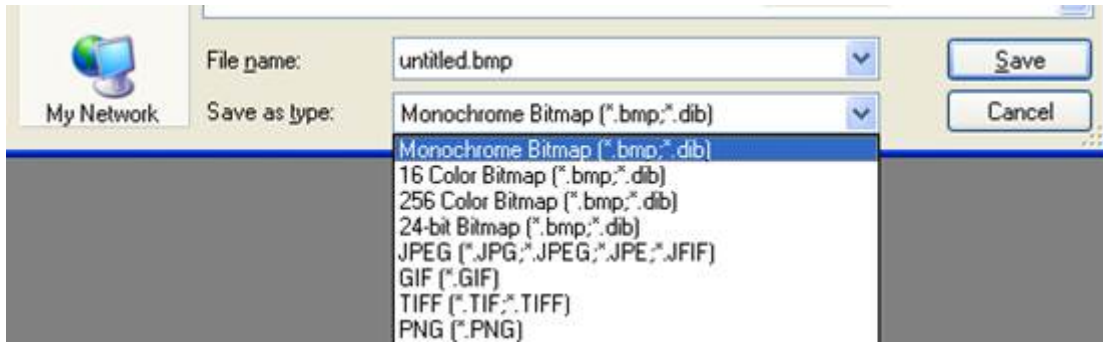 File name:
untitled.bmp
Save
My Network
Save as type:
Monochrome Bitmap (*.bmp;*.dib)
Cancel
Monochrome Bitmap (*.bmp;*.dib)
16 Color Bitmap (*.bmp;*.dib)
256 Color Bitmap (*.bmp;*.dib)
24-bit Bitmap (*.bmp;*.dib)
JPEG (*.JPG;*.JPEG;*.JPE;*.JFIF)
GIF (*.GIF)
TIFF (*.TIF;*.TIFF)
PNG (*.PNG)